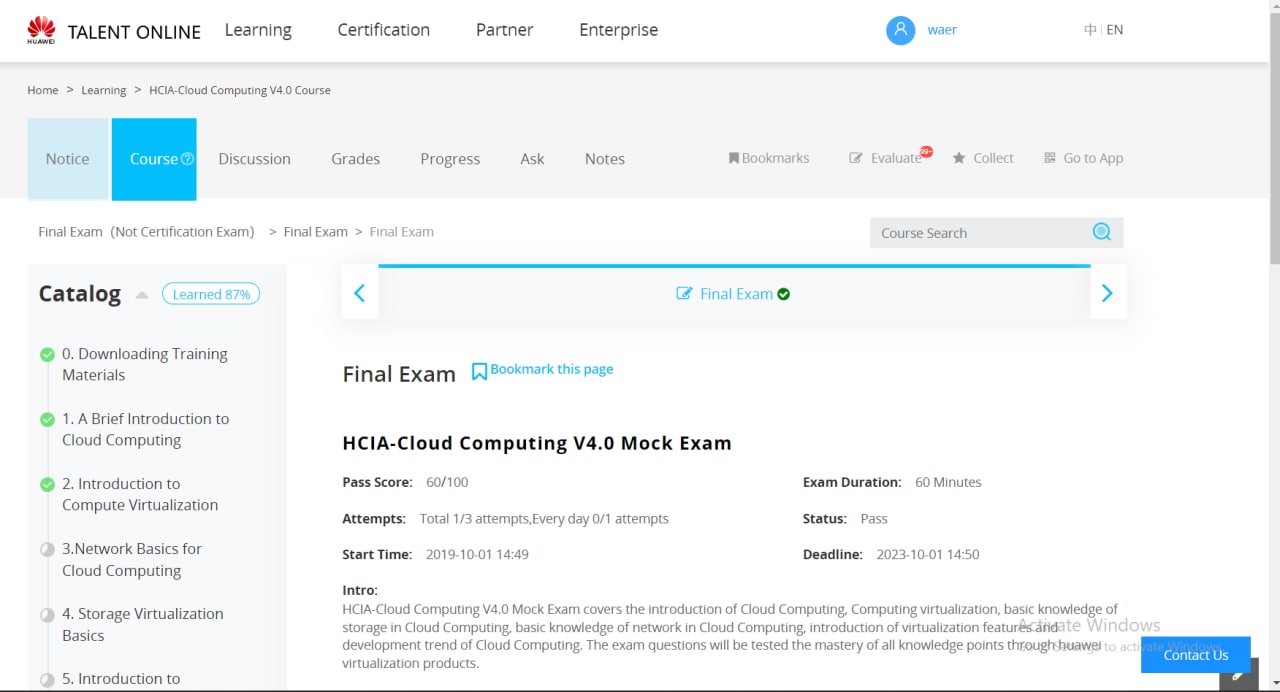 HUAWEI TALENT ONLINE Learning Certification Partner Enterprise waer 中 | EN
Home > Learning > HCIA-Cloud Computing V4.0 Course
Notice Course Discussion Grades Progress Ask Notes Bookmarks Evaluate 99+ Collect Go to App
Final Exam (Not Certification Exam) > Final Exam > Final Exam Course Search
Catalog Learned 87%
0. Downloading Training
Materials
1. A Brief Introduction to
Cloud Computing
2. Introduction to
Compute Virtualization
3.Network Basics for
Cloud Computing
4. Storage Virtualization
Basics
5. Introduction to
Final Exam
Final Exam Bookmark this page
HCIA-Cloud Computing V4.0 Mock Exam
Pass Score: 60/100 Exam Duration: 60 Minutes
Attempts: Total 1/3 attempts,Every day 0/1 attempts Status: Pass
Start Time: 2019-10-01 14:49 Deadline: 2023-10-01 14:50
Intro:
HCIA-Cloud Computing V4.0 Mock Exam covers the introduction of Cloud Computing, Computing virtualization, basic knowledge of
storage in Cloud Computing, basic knowledge of network in Cloud Computing, introduction of virtualization features and
development trend of Cloud Computing. The exam questions will be tested the mastery of all knowledge points through huawei
virtualization products.
Activate Windows
to activate Windows.
Contact Us